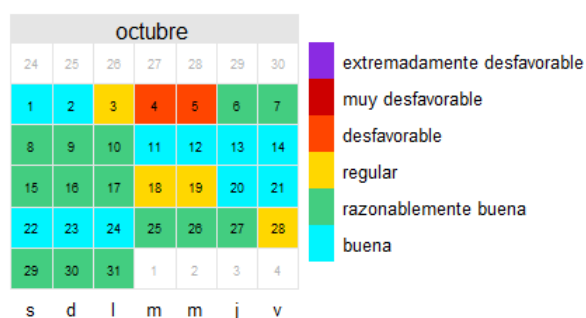 octubre
24 25 26 27 28 29 30
1 2 3 4 5 6 7
8 9 10 11 12 13 14
15 16 17 18 19 20 21
22 23 24 25 26 27 28
29 30 31 1 2 3 4
s d l m m j v
extremadamente desfavorable
muy desfavorable
desfavorable
regular
razonablemente buena
buena